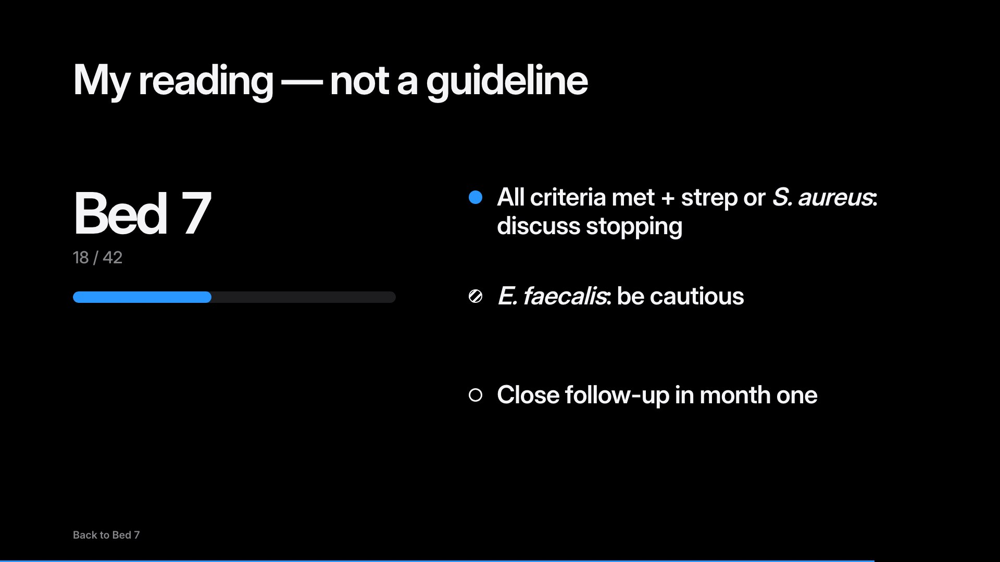 My reading — not a guideline
Bed 7
18 / 42
All criteria met + strep or S. aureus:
discuss stopping
E. faecalis: be cautious
Close follow-up in month one
Back to Bed 7